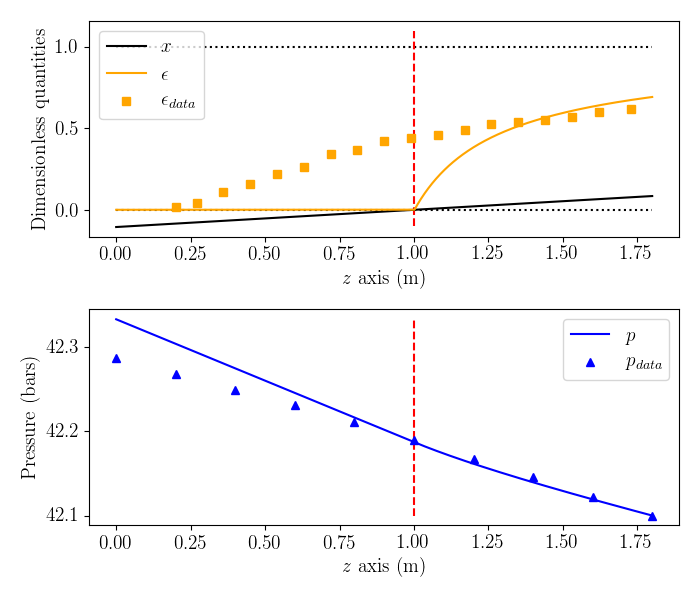 Dimensionless quantities
1.0
0.5
0.0
x
ϵ
ϵ_data
0.00 0.25 0.50 0.75 1.00 1.25 1.50 1.75
z axis (m)
Pressure (bars)
42.3
42.2
42.1
p
p_data
0.00 0.25 0.50 0.75 1.00 1.25 1.50 1.75
z axis (m)